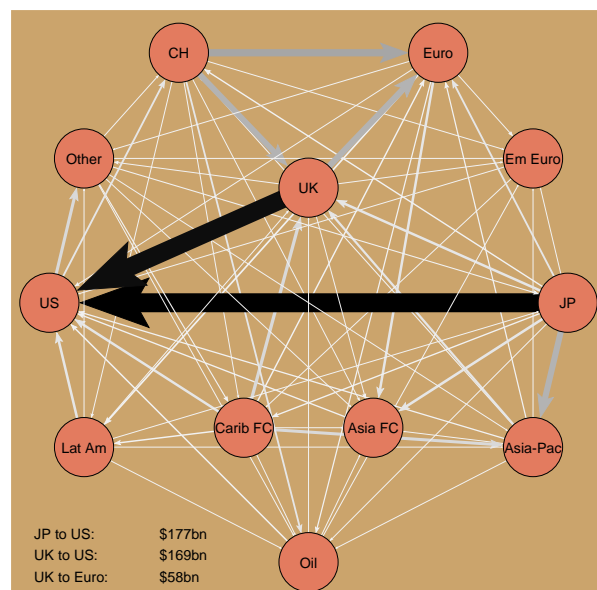 CH
Euro
Other
Em Euro
UK
US
JP
Carib FC
Asia FC
Lat Am
Asia-Pac
Oil
JP to US: $177bn
UK to US: $169bn
UK to Euro: $58bn